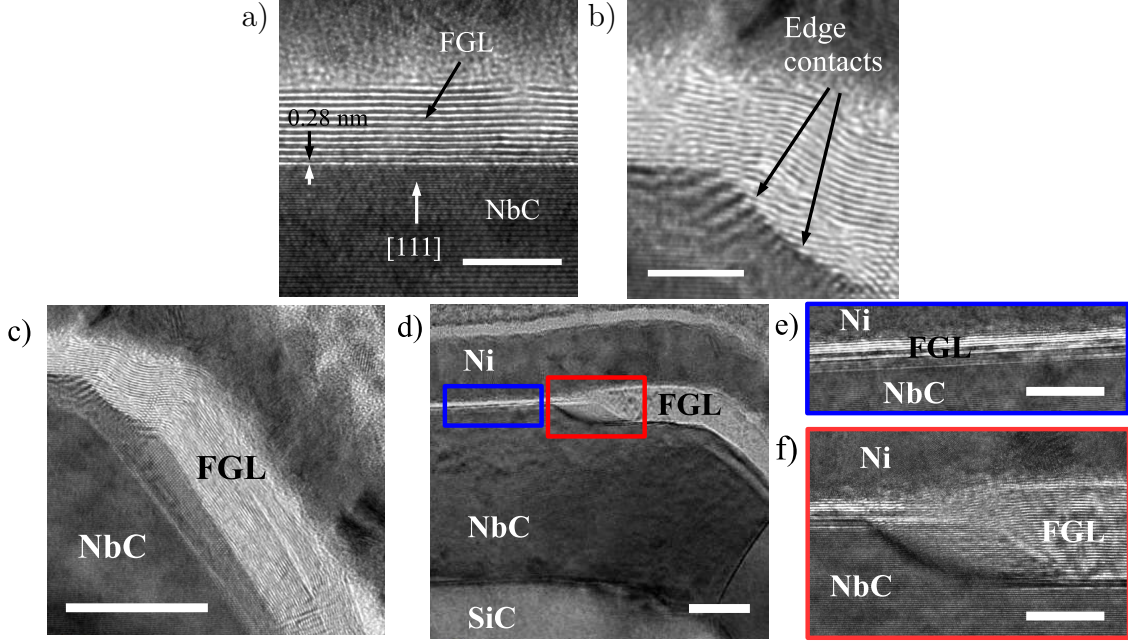 a)
FGL
0.28 nm
NbC
[111]
b)
Edge
contacts
c)
FGL
NbC
d)
Ni
FGL
NbC
SiC
e)
Ni
FGL
NbC
f)
Ni
FGL
NbC